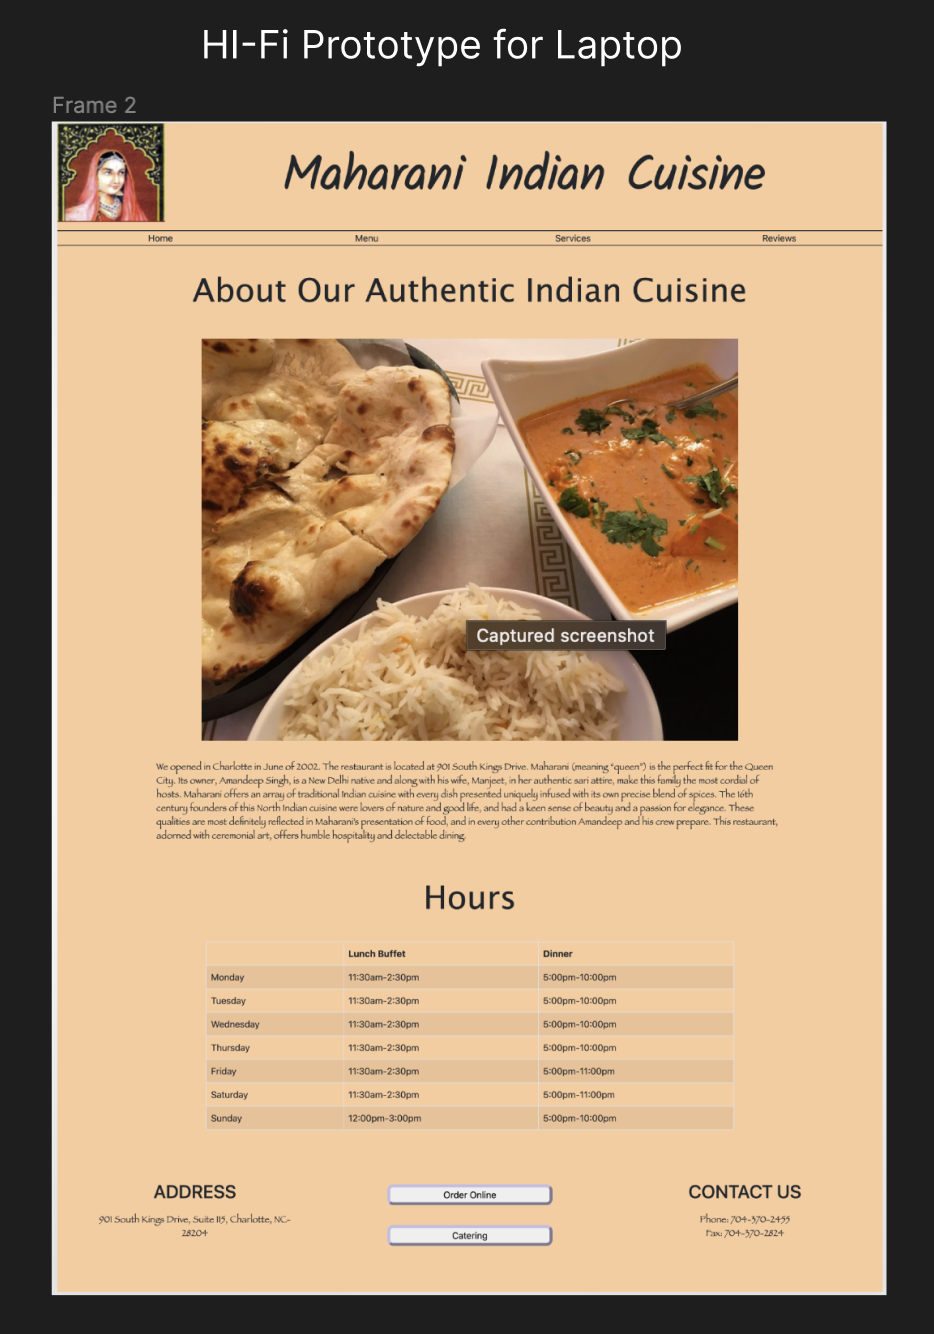 HI-Fi Prototype for Laptop
Frame 2
Maharani Indian Cuisine
Home Menu Services Reviews
About Our Authentic Indian Cuisine
Captured screenshot
We opened in Charlotte in June of 2002. The restaurant is located at 901 South Kings Drive. Maharani (meaning "queen") is the perfect fit for the Queen
City. Its owner, Amandeep Singh, is a New Delhi native and along with his wife, Manjeet, in her authentic sari attire, make this family the most cordial of
hosts. Maharani offers an array of traditional Indian cuisine with every dish presented uniquely infused with its own precise blend of spices. The 16th
century founders of this North Indian cuisine were lovers of nature and good life, and had a keen sense of beauty and a passion for elegance. These
qualities are most definitely reflected in Maharani's presentation of food, and in every other contribution Amandeep and his crew prepare. This restaurant,
adorned with ceremonial art, offers humble hospitality and delectable dining.
Hours
Lunch Buffet Dinner
Monday 11:30am-2:30pm 5:00pm-10:00pm
Tuesday 11:30am-2:30pm 5:00pm-10:00pm
Wednesday 11:30am-2:30pm 5:00pm-10:00pm
Thursday 11:30am-2:30pm 5:00pm-10:00pm
Friday 11:30am-2:30pm 5:00pm-11:00pm
Saturday 11:30am-2:30pm 5:00pm-11:00pm
Sunday 12:00pm-3:00pm 5:00pm-10:00pm
ADDRESS
901 South Kings Drive, Suite 115, Charlotte, NC-
28204
Order Online
Catering
CONTACT US
Phone: 704-370-2455
Fax: 704-370-2824